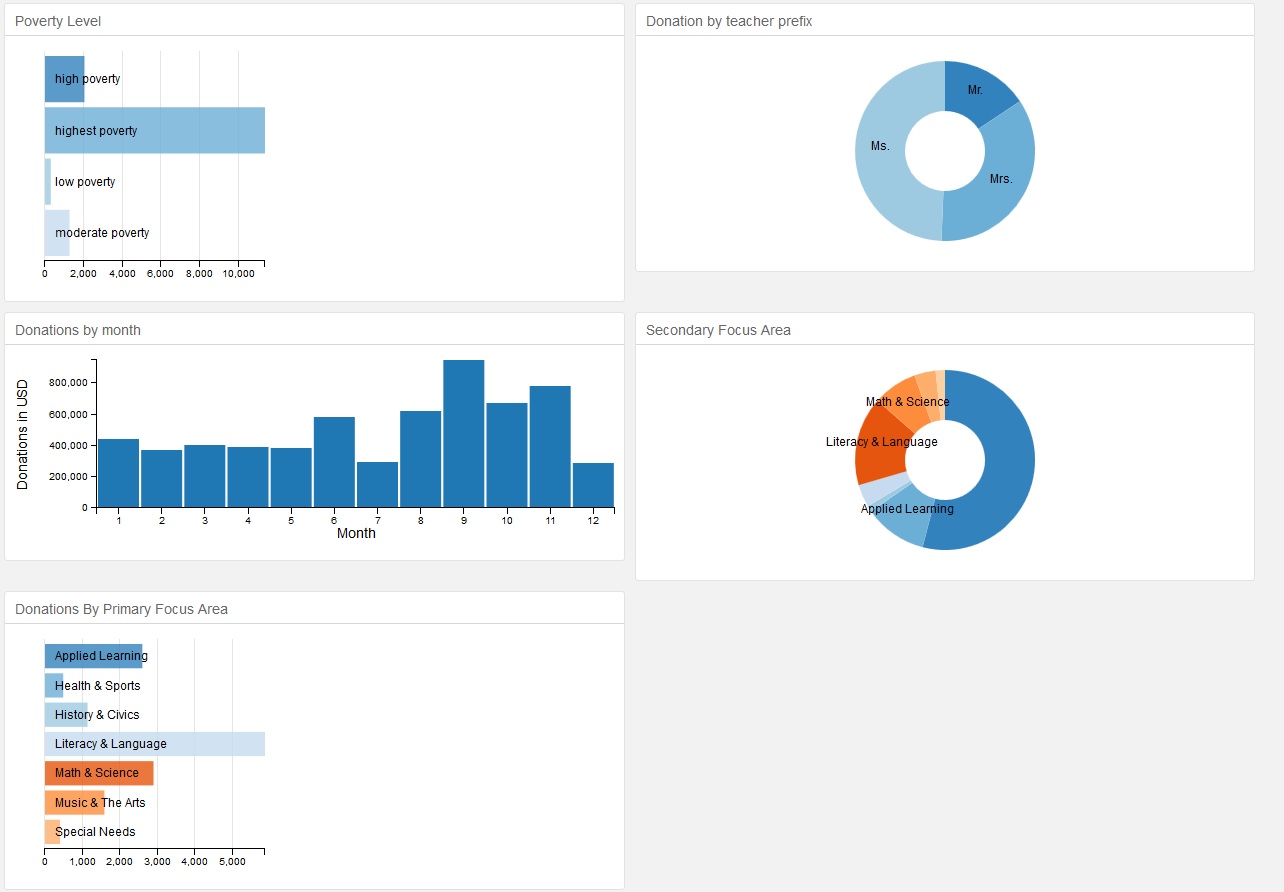 Poverty Level
high poverty
highest poverty
low poverty
moderate poverty
0 2,000 4,000 6,000 8,000 10,000
Donation by teacher prefix
Mr.
Ms.
Mrs.
Donations by month
Donations in USD
800,000
600,000
400,000
200,000
0
1 2 3 4 5 6 7 8 9 10 11 12
Month
Secondary Focus Area
Math & Science
Literacy & Language
Applied Learning
Donations By Primary Focus Area
Applied Learning
Health & Sports
History & Civics
Literacy & Language
Math & Science
Music & The Arts
Special Needs
0 1,000 2,000 3,000 4,000 5,000